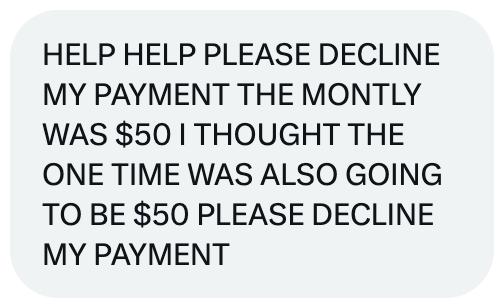 HELP HELP PLEASE DECLINE
MY PAYMENT THE MONTLY
WAS $50 I THOUGHT THE
ONE TIME WAS ALSO GOING
TO BE $50 PLEASE DECLINE
MY PAYMENT